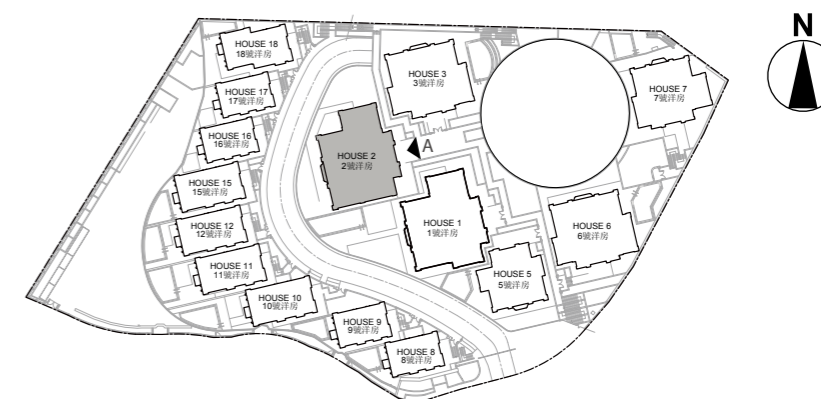 N
HOUSE 18
18號洋房
HOUSE 3
3號洋房
HOUSE 7
7號洋房
HOUSE 17
17號洋房
HOUSE 16
16號洋房
A
HOUSE 2
2號洋房
HOUSE 15
15號洋房
HOUSE 12
12號洋房
HOUSE 1
1號洋房
HOUSE 6
6號洋房
HOUSE 11
11號洋房
HOUSE 5
5號洋房
HOUSE 10
10號洋房
HOUSE 9
9號洋房
HOUSE 8
8號洋房